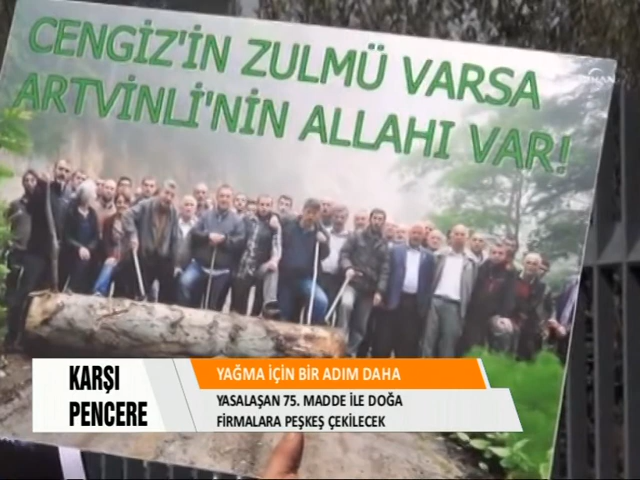 CENGİZ'İN ZULMÜ VARSA
ARTVİNLİ'NİN ALLAHI VAR!
KARŞI
PENCERE
YAĞMA İÇİN BİR ADIM DAHA
YASALAŞAN 75. MADDE İLE DOĞA
FİRMALARA PEŞKEŞ ÇEKİLECEK